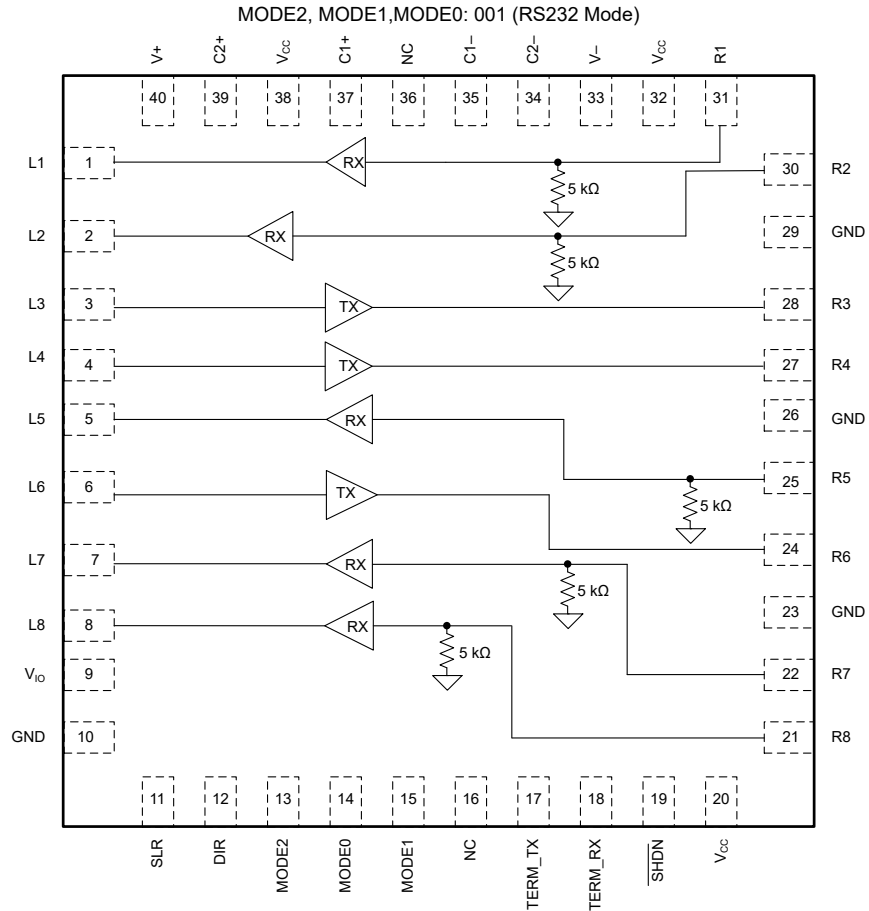 MODE2, MODE1,MODE0: 001 (RS232 Mode)
V+ C2+ VCC C1+ NC C1– C2– V– VCC R1
40 39 38 37 36 35 34 33 32 31
L1 1 RX 30 R2
5 kΩ
L2 2 RX 29 GND
5 kΩ
L3 3 TX 28 R3
L4 4 TX 27 R4
L5 5 RX 26 GND
25 R5
L6 6 TX 5 kΩ
24 R6
L7 7 RX
5 kΩ 23 GND
L8 8 RX
5 kΩ
VIO 9 22 R7
GND 10 21 R8
11 12 13 14 15 16 17 18 19 20
SLR DIR MODE2 MODE0 MODE1 NC TERM_TX TERM_RX SHDN VCC